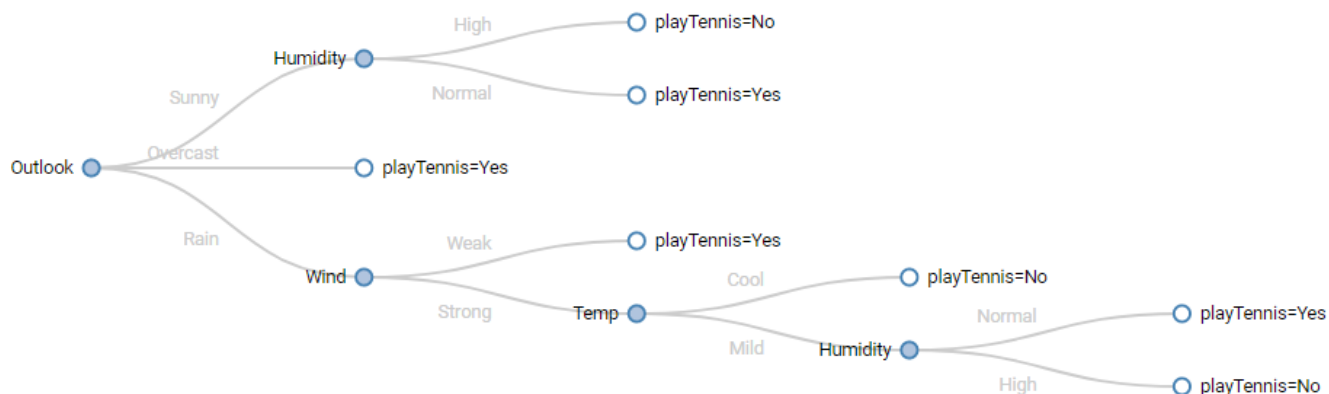 High
playTennis=No
Humidity
Normal
playTennis=Yes
Sunny
Outlook
Overcast
playTennis=Yes
Rain
Weak
playTennis=Yes
Wind
Cool
playTennis=No
Strong
Temp
Normal
playTennis=Yes
Mild
Humidity
High
playTennis=No